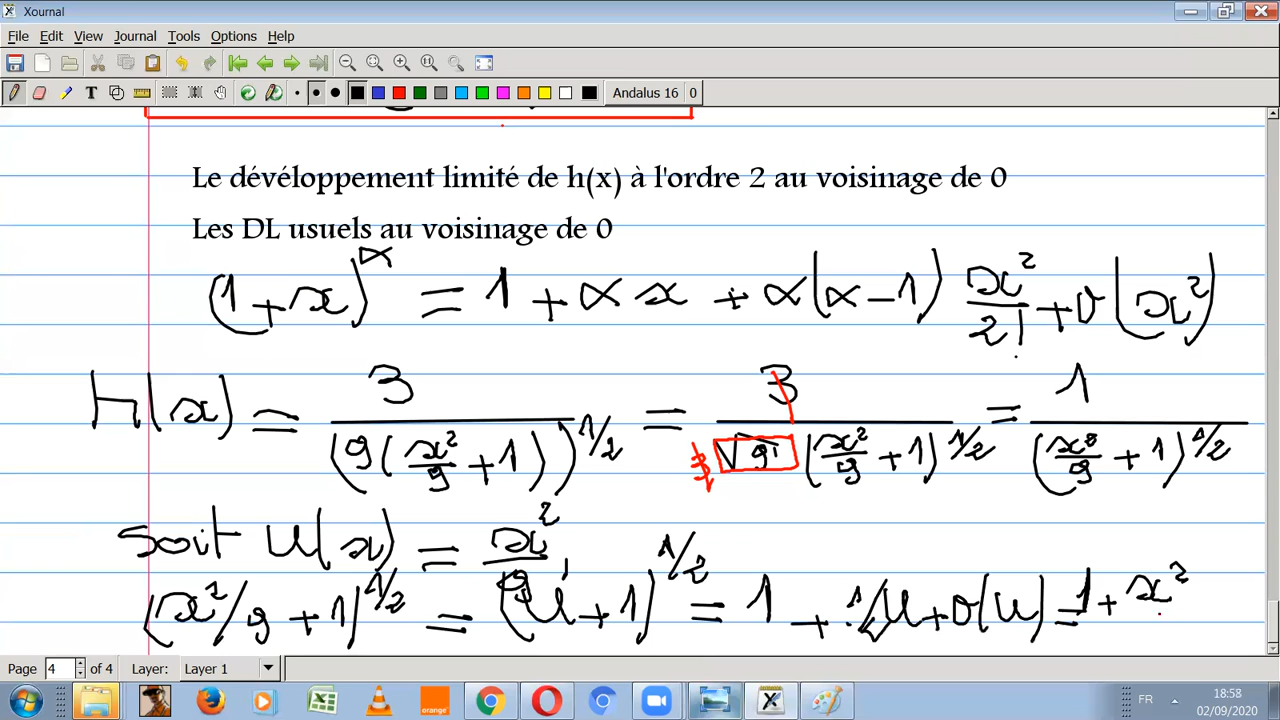 Xournal
File Edit View Journal Tools Options Help
Andalus 16 0
Le dévéloppement limité de h(x) à l'ordre 2 au voisinage de 0
Les DL usuels au voisinage de 0
(1+x)^α = 1 + αx + α(α-1) x²/2! + o(x²)
h(x) = 3/(9(x²/9 + 1))^1/2 = 3/(√9 (x²/9 + 1)^1/2) = 1/(x²/9 + 1)^1/2
3
soit U(x) = x²/9
(x²/9 + 1)^1/2 = (U + 1)^1/2 = 1 + 1/2 U + o(U) = 1 + x²
Page 4 of 4 Layer: Layer 1
orange FR 18:58
02/09/2020